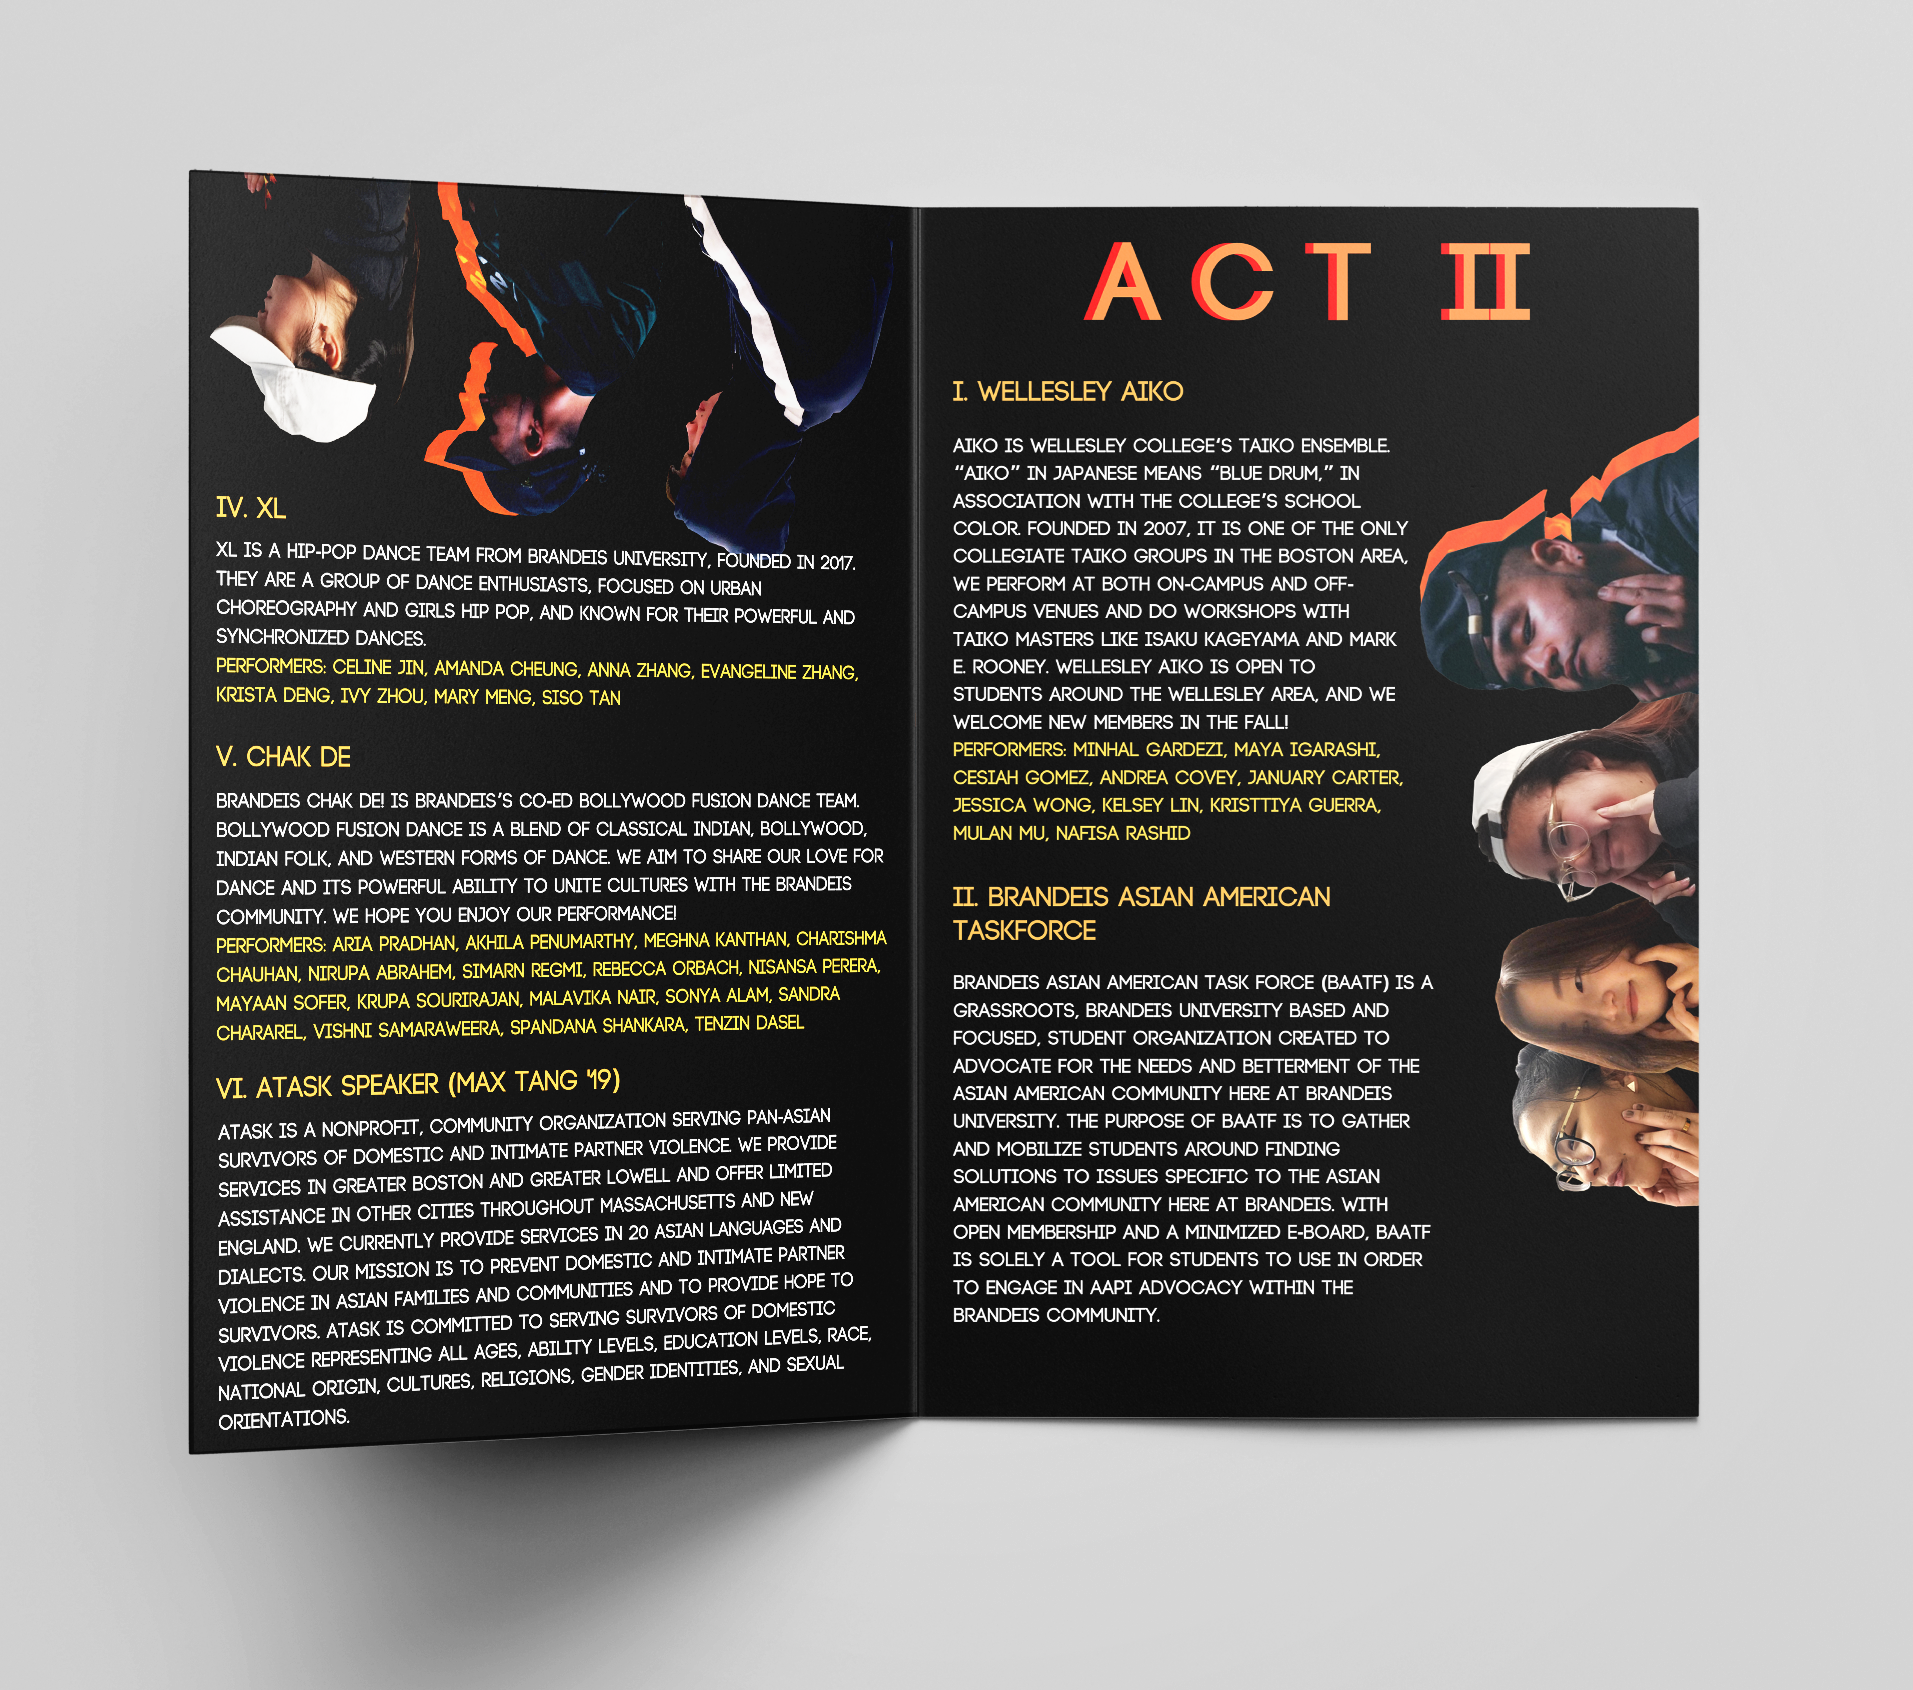 IV. XL
XL IS A HIP-POP DANCE TEAM FROM BRANDEIS UNIVERSITY, FOUNDED IN 2017.
THEY ARE A GROUP OF DANCE ENTHUSIASTS, FOCUSED ON URBAN
CHOREOGRAPHY AND GIRLS HIP POP, AND KNOWN FOR THEIR POWERFUL AND
SYNCHRONIZED DANCES.
PERFORMERS: CELINE JIN, AMANDA CHEUNG, ANNA ZHANG, EVANGELINE ZHANG,
KRISTA DENG, IVY ZHOU, MARY MENG, SISO TAN
V. CHAK DE
BRANDEIS CHAK DE! IS BRANDEIS'S CO-ED BOLLYWOOD FUSION DANCE TEAM.
BOLLYWOOD FUSION DANCE IS A BLEND OF CLASSICAL INDIAN, BOLLYWOOD,
INDIAN FOLK, AND WESTERN FORMS OF DANCE. WE AIM TO SHARE OUR LOVE FOR
DANCE AND ITS POWERFUL ABILITY TO UNITE CULTURES WITH THE BRANDEIS
COMMUNITY. WE HOPE YOU ENJOY OUR PERFORMANCE!
PERFORMERS: ARIA PRADHAN, AKHILA PENUMARTHY, MEGHNA KANTHAN, CHARISHMA
CHAUHAN, NIRUPA ABRAHEM, SIMARN REGMI, REBECCA ORBACH, NISANSA PERERA,
MAYAAN SOFER, KRUPA SOURIRAJAN, MALAVIKA NAIR, SONYA ALAM, SANDRA
CHARAREL, VISHNI SAMARAWEERA, SPANDANA SHANKARA, TENZIN DASEL
VI. ATASK SPEAKER (MAX TANG '19)
ATASK IS A NONPROFIT, COMMUNITY ORGANIZATION SERVING PAN-ASIAN
SURVIVORS OF DOMESTIC AND INTIMATE PARTNER VIOLENCE. WE PROVIDE
SERVICES IN GREATER BOSTON AND GREATER LOWELL AND OFFER LIMITED
ASSISTANCE IN OTHER CITIES THROUGHOUT MASSACHUSETTS AND NEW
ENGLAND. WE CURRENTLY PROVIDE SERVICES IN 20 ASIAN LANGUAGES AND
DIALECTS. OUR MISSION IS TO PREVENT DOMESTIC AND INTIMATE PARTNER
VIOLENCE IN ASIAN FAMILIES AND COMMUNITIES AND TO PROVIDE HOPE TO
SURVIVORS. ATASK IS COMMITTED TO SERVING SURVIVORS OF DOMESTIC
VIOLENCE REPRESENTING ALL AGES, ABILITY LEVELS, EDUCATION LEVELS, RACE,
NATIONAL ORIGIN, CULTURES, RELIGIONS, GENDER IDENTITIES, AND SEXUAL
ORIENTATIONS.
ACT II
I. WELLESLEY AIKO
AIKO IS WELLESLEY COLLEGE'S TAIKO ENSEMBLE.
“AIKO” IN JAPANESE MEANS “BLUE DRUM,” IN
ASSOCIATION WITH THE COLLEGE'S SCHOOL
COLOR. FOUNDED IN 2007, IT IS ONE OF THE ONLY
COLLEGIATE TAIKO GROUPS IN THE BOSTON AREA,
WE PERFORM AT BOTH ON-CAMPUS AND OFF-
CAMPUS VENUES AND DO WORKSHOPS WITH
TAIKO MASTERS LIKE ISAKU KAGEYAMA AND MARK
E. ROONEY. WELLESLEY AIKO IS OPEN TO
STUDENTS AROUND THE WELLESLEY AREA, AND WE
WELCOME NEW MEMBERS IN THE FALL!
PERFORMERS: MINHAL GARDEZI, MAYA IGARASHI,
CESIAH GOMEZ, ANDREA COVEY, JANUARY CARTER,
JESSICA WONG, KELSEY LIN, KRISTTIYA GUERRA,
MULAN MU, NAFISA RASHID
II. BRANDEIS ASIAN AMERICAN
TASKFORCE
BRANDEIS ASIAN AMERICAN TASK FORCE (BAATF) IS A
GRASSROOTS, BRANDEIS UNIVERSITY BASED AND
FOCUSED, STUDENT ORGANIZATION CREATED TO
ADVOCATE FOR THE NEEDS AND BETTERMENT OF THE
ASIAN AMERICAN COMMUNITY HERE AT BRANDEIS
UNIVERSITY. THE PURPOSE OF BAATF IS TO GATHER
AND MOBILIZE STUDENTS AROUND FINDING
SOLUTIONS TO ISSUES SPECIFIC TO THE ASIAN
AMERICAN COMMUNITY HERE AT BRANDEIS. WITH
OPEN MEMBERSHIP AND A MINIMIZED E-BOARD, BAATF
IS SOLELY A TOOL FOR STUDENTS TO USE IN ORDER
TO ENGAGE IN AAPI ADVOCACY WITHIN THE
BRANDEIS COMMUNITY.